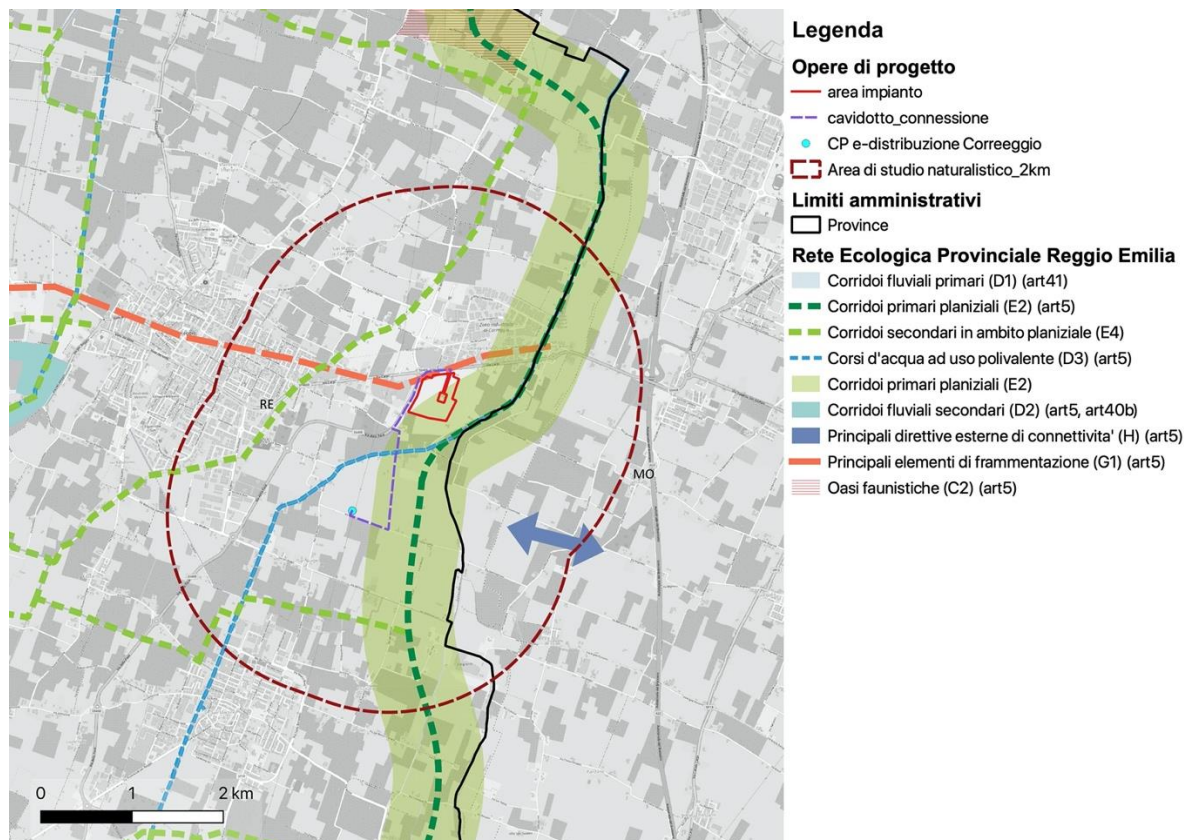 Legenda
Opere di progetto
area impianto
cavidotto_connessione
CP e-distribuzione Correeggio
Area di studio naturalistico_2km
Limiti amministrativi
Province
Rete Ecologica Provinciale Reggio Emilia
Corridoi fluviali primari (D1) (art41)
Corridoi primari planiziali (E2) (art5)
Corridoi secondari in ambito planiziale (E4)
Corsi d'acqua ad uso polivalente (D3) (art5)
Corridoi primari planiziali (E2)
Corridoi fluviali secondari (D2) (art5, art40b)
Principali direttive esterne di connettivita' (H) (art5)
Principali elementi di frammentazione (G1) (art5)
Oasi faunistiche (C2) (art5)
RE
MO
0 1 2 km